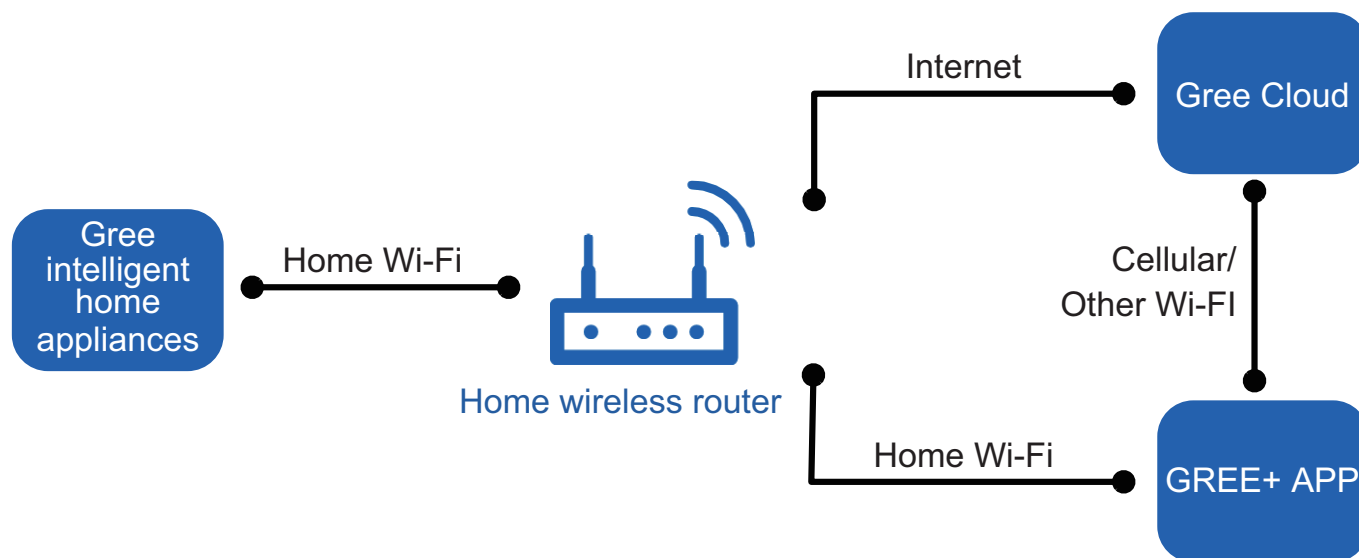 Internet
Gree Cloud
Gree
intelligent
home
appliances
Home Wi-Fi
Cellular/
Other Wi-FI
Home wireless router
Home Wi-Fi
GREE+ APP